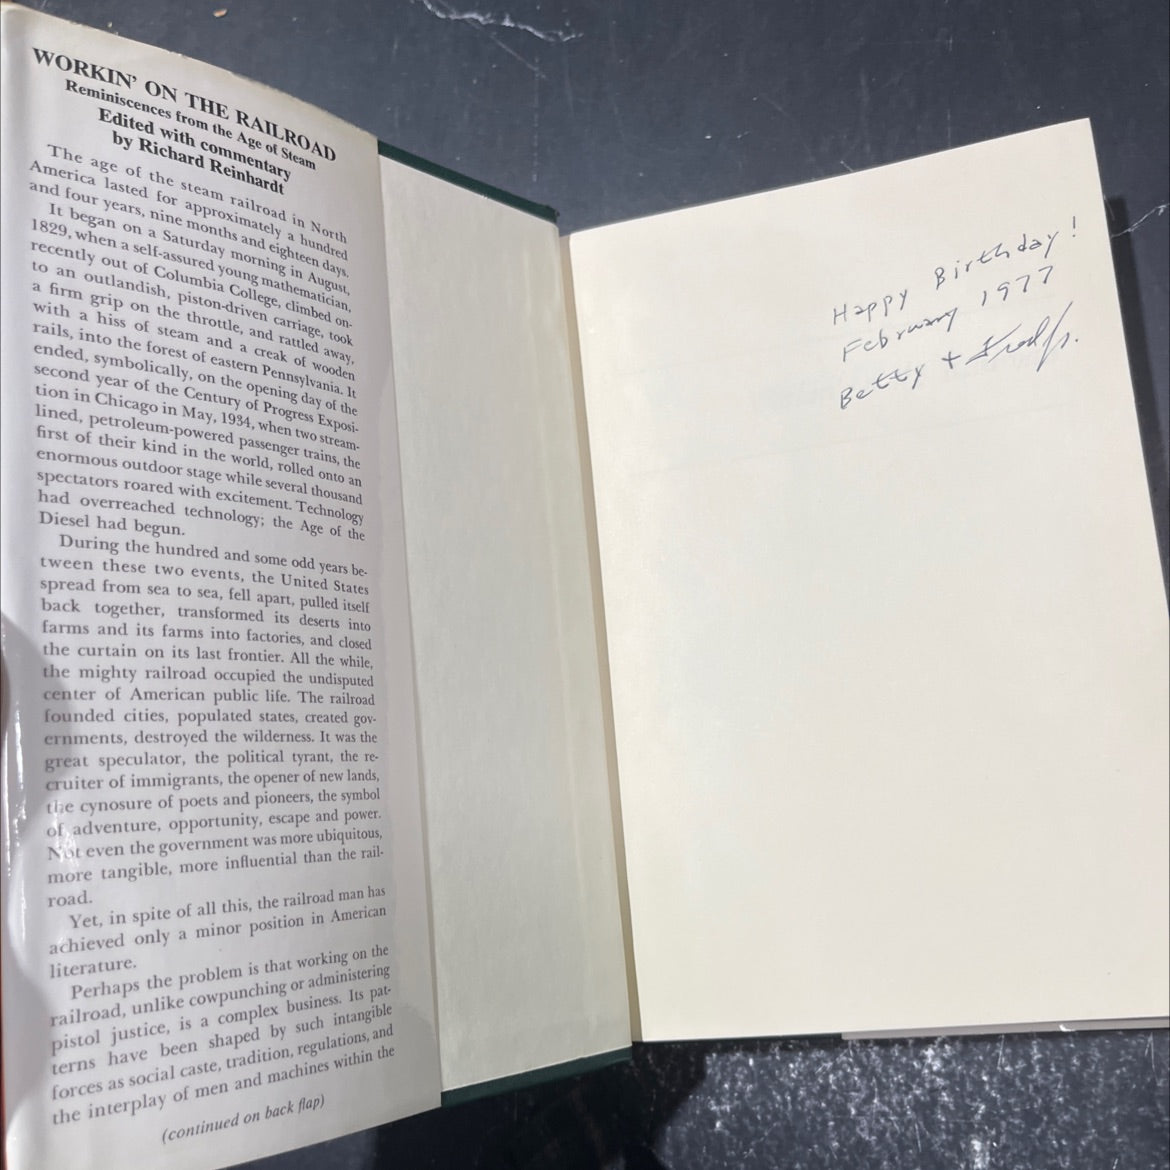 WORKIN' ON THE RAILROAD
Reminiscences from the Age of Steam
Edited with commentary
by Richard Reinhardt
The age of the steam railroad in North
America lasted for approximately a hundred
and four years, nine months and eighteen days.
It began on a Saturday morning in August,
1829, when a self-assured young mathematician,
recently out of Columbia College, climbed on-
to an outlandish, piston-driven carriage, took
a firm grip on the throttle, and rattled away,
with a hiss of steam and a creak of wooden
rails, into the forest of eastern Pennsylvania. It
ended, symbolically, on the opening day of the
second year of the Century of Progress Exposi-
tion in Chicago in May, 1934, when two stream-
lined, petroleum-powered passenger trains, the
first of their kind in the world, rolled onto an
enormous outdoor stage while several thousand
spectators roared with excitement. Technology
had overreached technology; the Age of the
Diesel had begun.
During the hundred and some odd years be-
tween these two events, the United States
spread from sea to sea, fell apart, pulled itself
back together, transformed its deserts into
farms and its farms into factories, and closed
the curtain on its last frontier. All the while,
the mighty railroad occupied the undisputed
center of American public life. The railroad
founded cities, populated states, created gov-
ernments, destroyed the wilderness. It was the
great speculator, the political tyrant, the re-
cruiter of immigrants, the opener of new lands,
the cynosure of poets and pioneers, the symbol
of adventure, opportunity, escape and power.
Not even the government was more ubiquitous,
more tangible, more influential than the rail-
road.
Yet, in spite of all this, the railroad man has
achieved only a minor position in American
literature.
Perhaps the problem is that working on the
railroad, unlike cowpunching or administering
pistol justice, is a complex business. Its pat-
terns have been shaped by such intangible
forces as social caste, tradition, regulations, and
the interplay of men and machines within the
(continued on back flap)
Happy Birthday!
February 1977
Betty + Fred Jr.